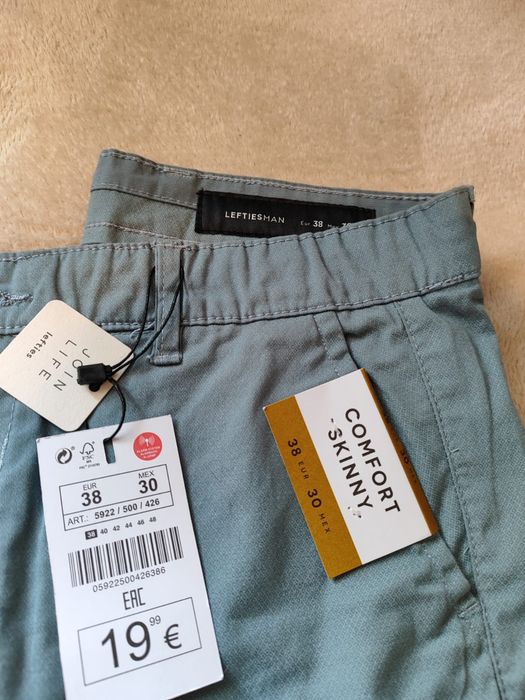 LEFTIESMAN
Eur 38
JOIN
LIFE
lefties
FSC
EUR MEX
38 30
ART.: 5922 / 500 / 426
38 40 42 44 46 48
05922500426386
EAC
19 99 €
COMFORT
- SKINNY -
38 EUR 30 MEX